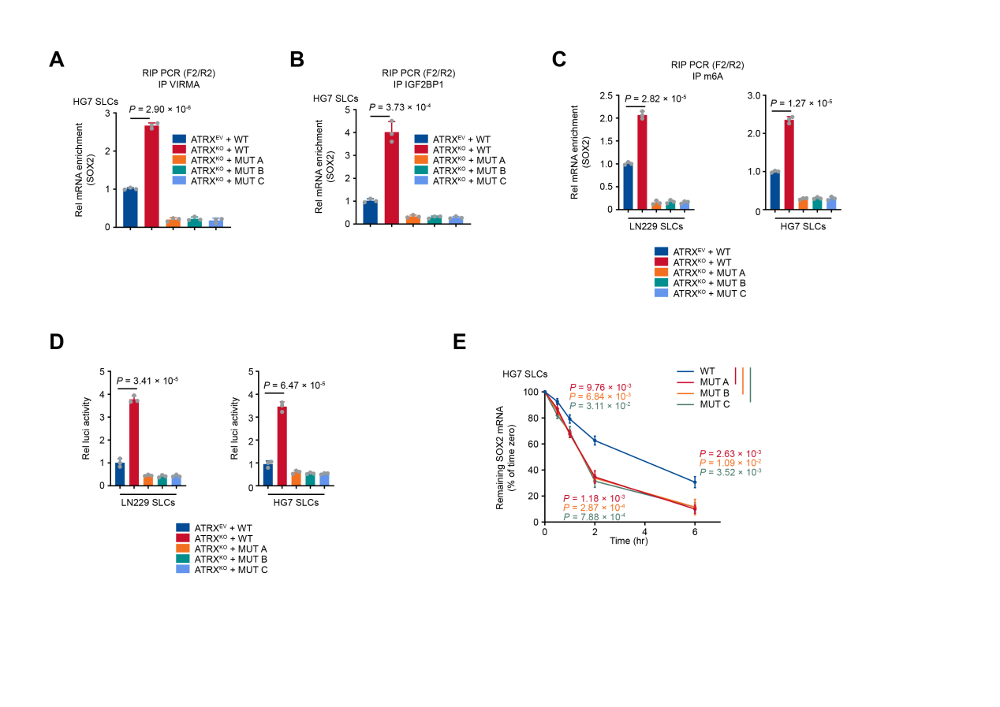 A
RIP PCR (F2/R2)
IP VIRMA
HG7 SLCs
P = 2.90 × 10⁻⁶
Rel mRNA enrichment
(SOX2)
3
2
1
0
ATRXᴱⱽ + WT
ATRXᴷᴼ + WT
ATRXᴷᴼ + MUT A
ATRXᴷᴼ + MUT B
ATRXᴷᴼ + MUT C
B
RIP PCR (F2/R2)
IP IGF2BP1
HG7 SLCs
P = 3.73 × 10⁻⁴
Rel mRNA enrichment
(SOX2)
5
4
3
2
1
0
ATRXᴱⱽ + WT
ATRXᴷᴼ + WT
ATRXᴷᴼ + MUT A
ATRXᴷᴼ + MUT B
ATRXᴷᴼ + MUT C
C
RIP PCR (F2/R2)
IP m6A
Rel mRNA enrichment
(SOX2)
P = 2.82 × 10⁻⁵
2.5
2.0
1.5
1.0
0.5
0
LN229 SLCs
P = 1.27 × 10⁻⁵
3.0
2.0
1.0
0
HG7 SLCs
ATRXᴱⱽ + WT
ATRXᴷᴼ + WT
ATRXᴷᴼ + MUT A
ATRXᴷᴼ + MUT B
ATRXᴷᴼ + MUT C
D
Rel luci activity
P = 3.41 × 10⁻⁵
5
4
3
2
1
0
LN229 SLCs
Rel luci activity
P = 6.47 × 10⁻⁵
5
4
3
2
1
0
HG7 SLCs
ATRXᴱⱽ + WT
ATRXᴷᴼ + WT
ATRXᴷᴼ + MUT A
ATRXᴷᴼ + MUT B
ATRXᴷᴼ + MUT C
E
HG7 SLCs
WT
MUT A
MUT B
MUT C
Remaining SOX2 mRNA
(% of time zero)
100
80
60
40
20
0
P = 9.76 × 10⁻³
P = 6.84 × 10⁻³
P = 3.11 × 10⁻²
P = 2.63 × 10⁻³
P = 1.09 × 10⁻²
P = 3.52 × 10⁻³
P = 1.18 × 10⁻³
P = 2.87 × 10⁻⁴
P = 7.88 × 10⁻⁴
0 2 4 6
Time (hr)